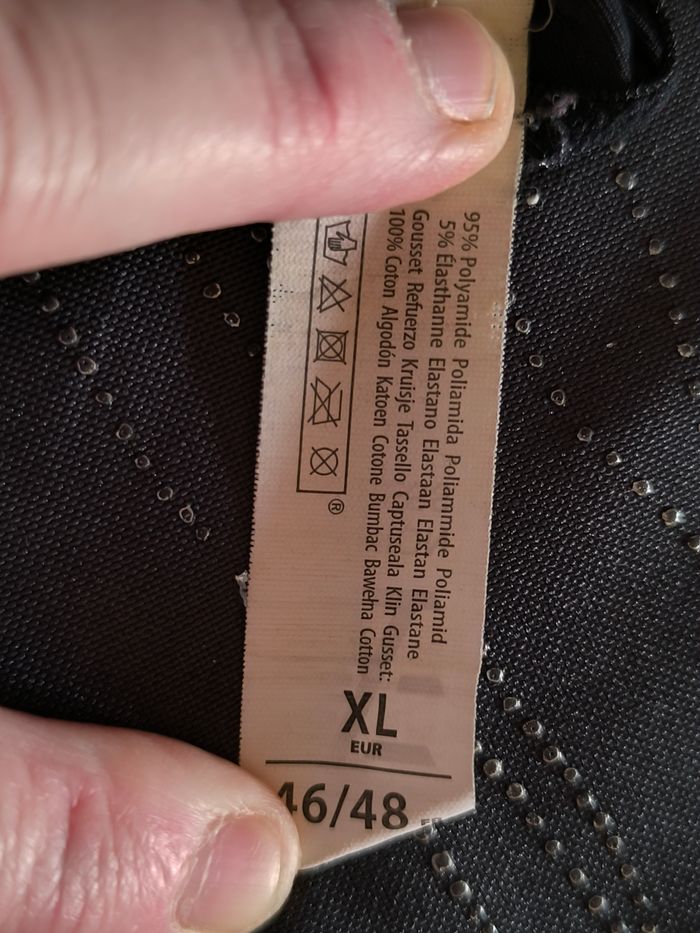 95% Polyamide Poliamida Poliammide Poliamid
5% Élasthanne Elastano Elastaan Elastan Elastane
Gousset Refuerzo Kruisje Tassello Captuseala Klin Gusset:
100% Coton Algodón Katoen Cotone Bumbac Bawełna Cotton
®
XL
EUR
46/48